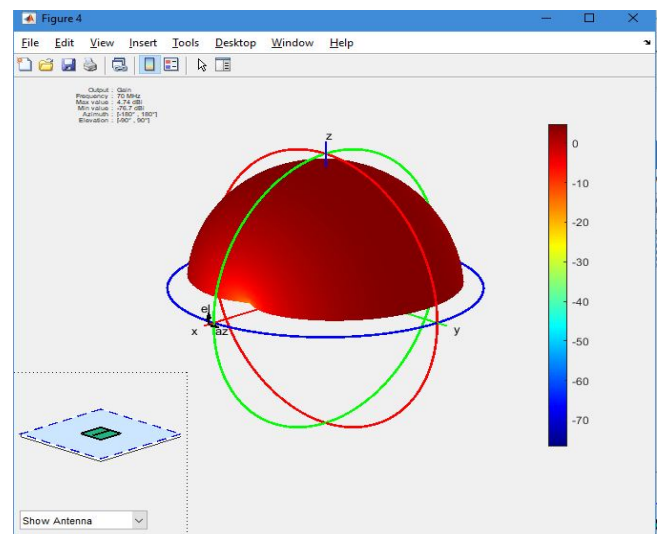 Figure 4
File Edit View Insert Tools Desktop Window Help
Output : Gain
Frequency : 70 MHz
Max value : 4.74 dBi
Min value : -76.7 dBi
Azimuth : [-180° , 180°]
Elevation : [-90° , 90°]
z
0
-10
-20
-30
-40
-50
-60
-70
el
x az y
Show Antenna